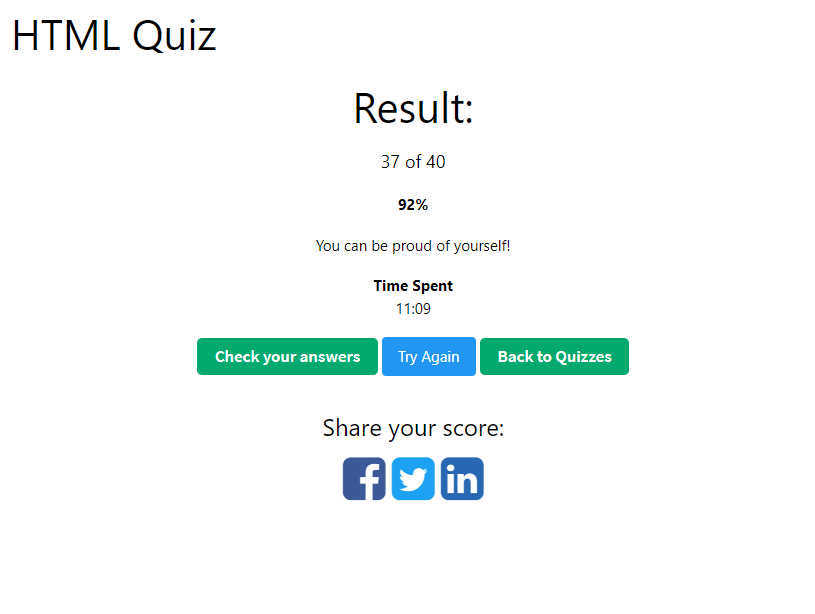 HTML Quiz
Result:
37 of 40
92%
You can be proud of yourself!
Time Spent
11:09
Check your answers Try Again Back to Quizzes
Share your score:
f in